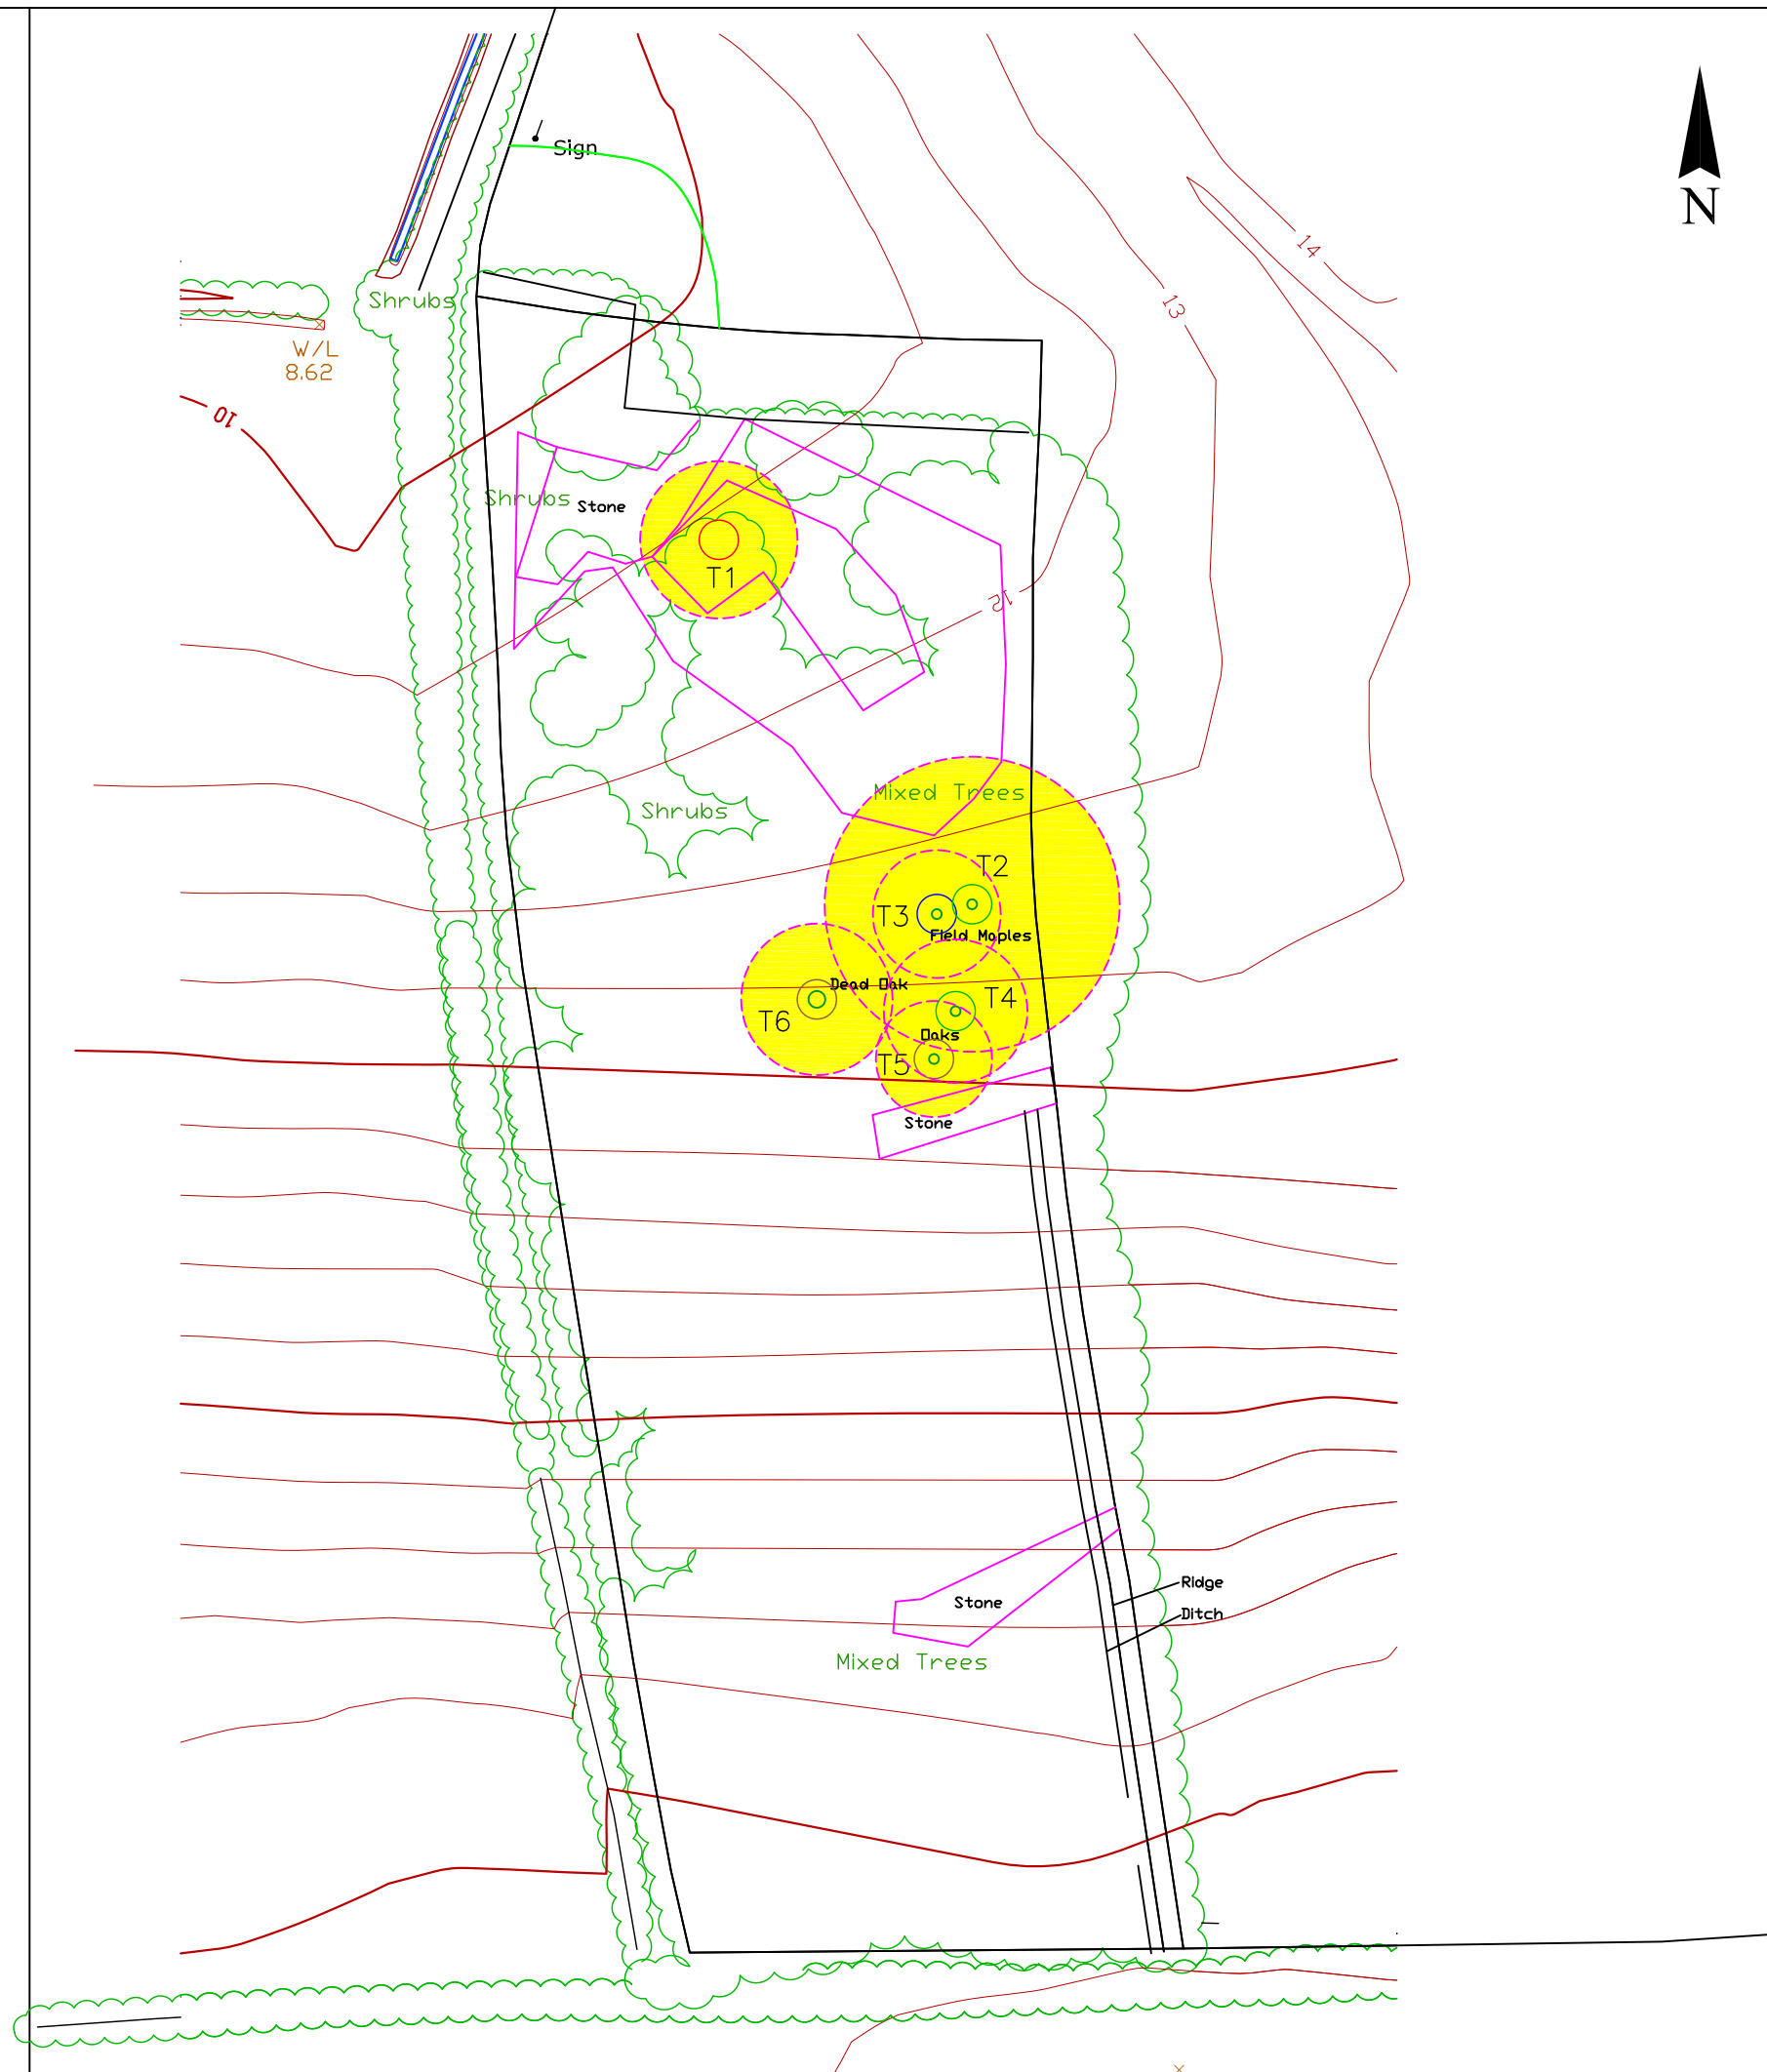 Sign
N
14
Shrubs
13
W/L
8.62
10
Shrubs
Stone
T1
12
Mixed Trees
Shrubs
T2
T3
Field Maples
Dead Oak
T4
T6
Oaks
T5
Stone
Ridge
Stone
Ditch
Mixed Trees